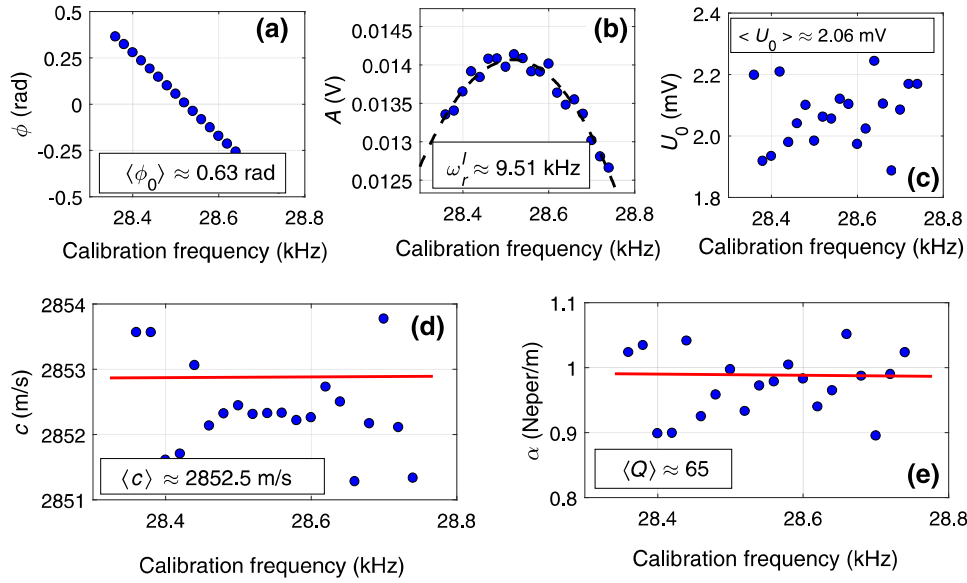 (a)
0.5
0.25
0
-0.25
-0.5
ϕ (rad)
⟨ϕ0⟩ ≈ 0.63 rad
28.4 28.6 28.8
Calibration frequency (kHz)
(b)
0.0145
0.014
0.0135
0.013
0.0125
A (V)
ω_r^l ≈ 9.51 kHz
28.4 28.6 28.8
Calibration frequency (kHz)
2.4
2.2
2.0
1.8
U0 (mV)
< U0 > ≈ 2.06 mV
(c)
28.4 28.6 28.8
Calibration frequency (kHz)
(d)
2854
2853
2852
2851
c (m/s)
⟨c⟩ ≈ 2852.5 m/s
28.4 28.6 28.8
Calibration frequency (kHz)
1.1
1
0.9
0.8
α (Neper/m)
⟨Q⟩ ≈ 65
(e)
28.4 28.6 28.8
Calibration frequency (kHz)